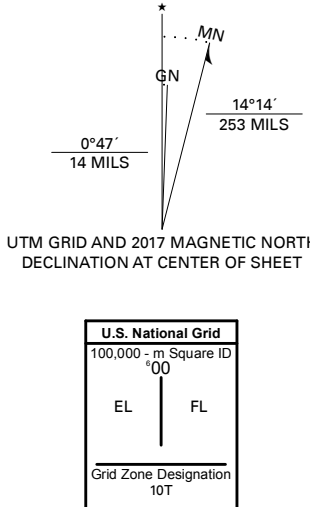 ★
MN
GN
0°47´
14 MILS
14°14´
253 MILS
UTM GRID AND 2017 MAGNETIC NORTH
DECLINATION AT CENTER OF SHEET
U.S. National Grid
100,000 - m Square ID
⁶00
EL FL
Grid Zone Designation
10T